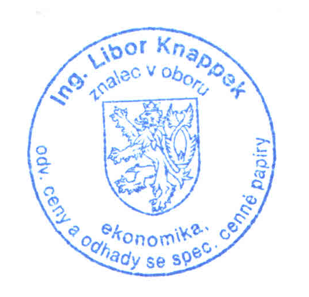 Ing. Libor Knappek
znalec v oboru
ekonomika,
odv. ceny a odhady se spec. cenné papíry